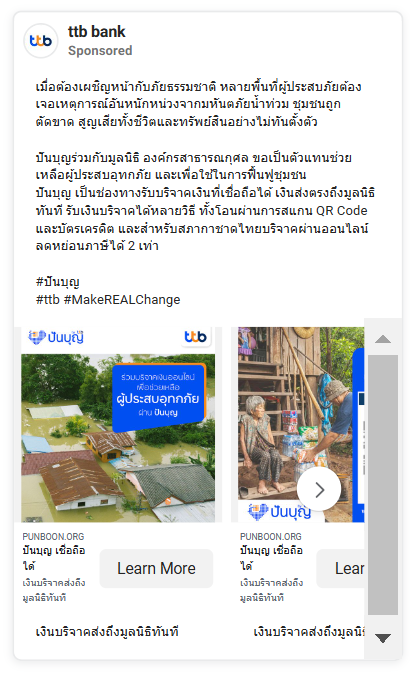 ttb bank
ttb
Sponsored
เมื่อต้องเผชิญหน้ากับภัยธรรมชาติ หลายพื้นที่ผู้ประสบภัยต้อง
เจอเหตุการณ์อันหนักหน่วงจากมหันตภัยน้ำท่วม ชุมชนถูก
ตัดขาด สูญเสียทั้งชีวิตและทรัพย์สินอย่างไม่ทันตั้งตัว
ปันบุญร่วมกับมูลนิธิ องค์กรสาธารณกุศล ขอเป็นตัวแทนช่วย
เหลือผู้ประสบอุทกภัย และเพื่อใช้ในการฟื้นฟูชุมชน
ปันบุญ เป็นช่องทางรับบริจาคเงินที่เชื่อถือได้ เงินส่งตรงถึงมูลนิธิ
ทันที รับเงินบริจาคได้หลายวิธี ทั้งโอนผ่านการสแกน QR Code
และบัตรเครดิต และสำหรับสภากาชาดไทยบริจาคผ่านออนไลน์
ลดหย่อนภาษีได้ 2 เท่า
#ปันบุญ
#ttb #MakeREALChange
ปันบุญ
ttb
ร่วมบริจาคเงินออนไลน์
เพื่อช่วยเหลือ
ผู้ประสบอุทกภัย
ผ่าน ปันบุญ
ปันบุญ
PUNBOON.ORG
ปันบุญ เชื่อถือ
ได้
เงินบริจาคส่งถึง
มูลนิธิทันที
Learn More
เงินบริจาคส่งถึงมูลนิธิทันที
PUNBOON.ORG
ปันบุญ เชื่อถือ
ได้
เงินบริจาคส่งถึง
มูลนิธิทันที
Lear
เงินบริจาคส่งถึงมูลนิธิ